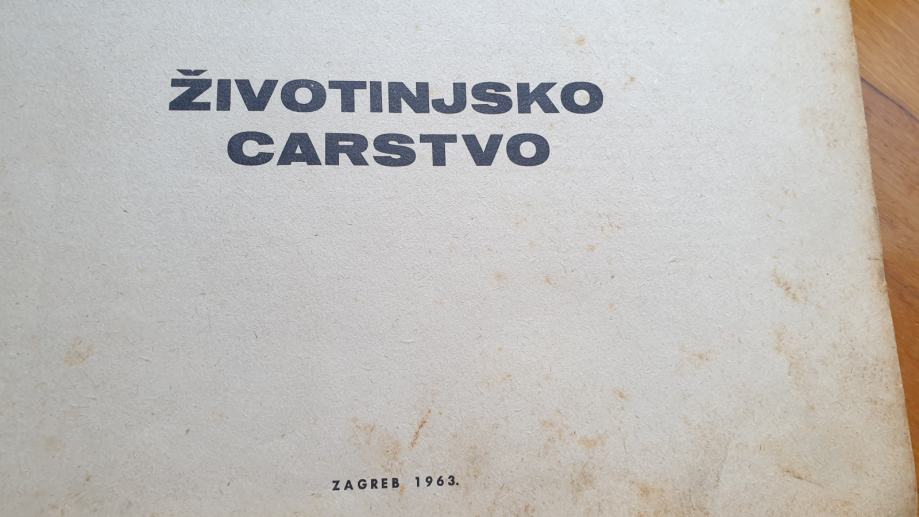 ŽIVOTINJSKO
CARSTVO
ZAGREB 1963.